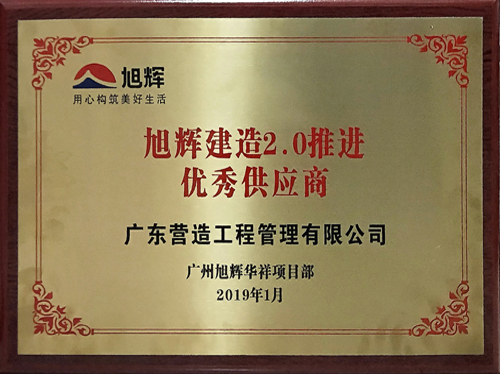 旭辉
用心构筑美好生活
旭辉建造2.0推进
优秀供应商
广东营造工程管理有限公司
广州旭辉华祥项目部
2019年1月